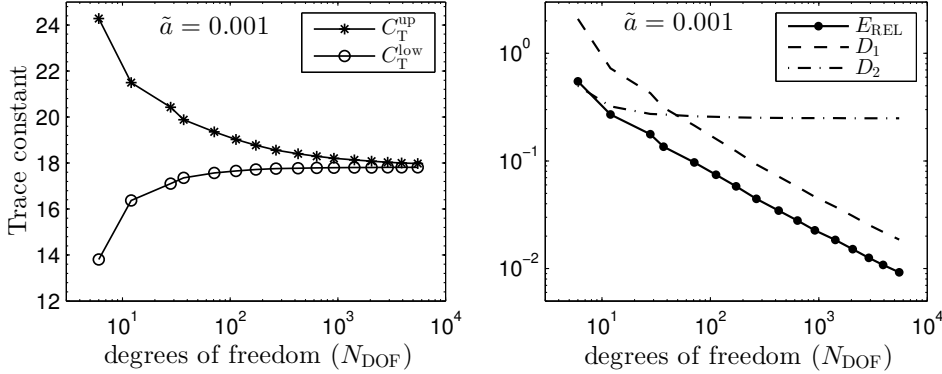 24
22
20
18
16
14
12
Trace constant
ã = 0.001
C_T^up
C_T^low
10^1
10^2
10^3
10^4
degrees of freedom (N_DOF)
10^0
10^-1
10^-2
ã = 0.001
E_REL
D_1
D_2
10^1
10^2
10^3
10^4
degrees of freedom (N_DOF)